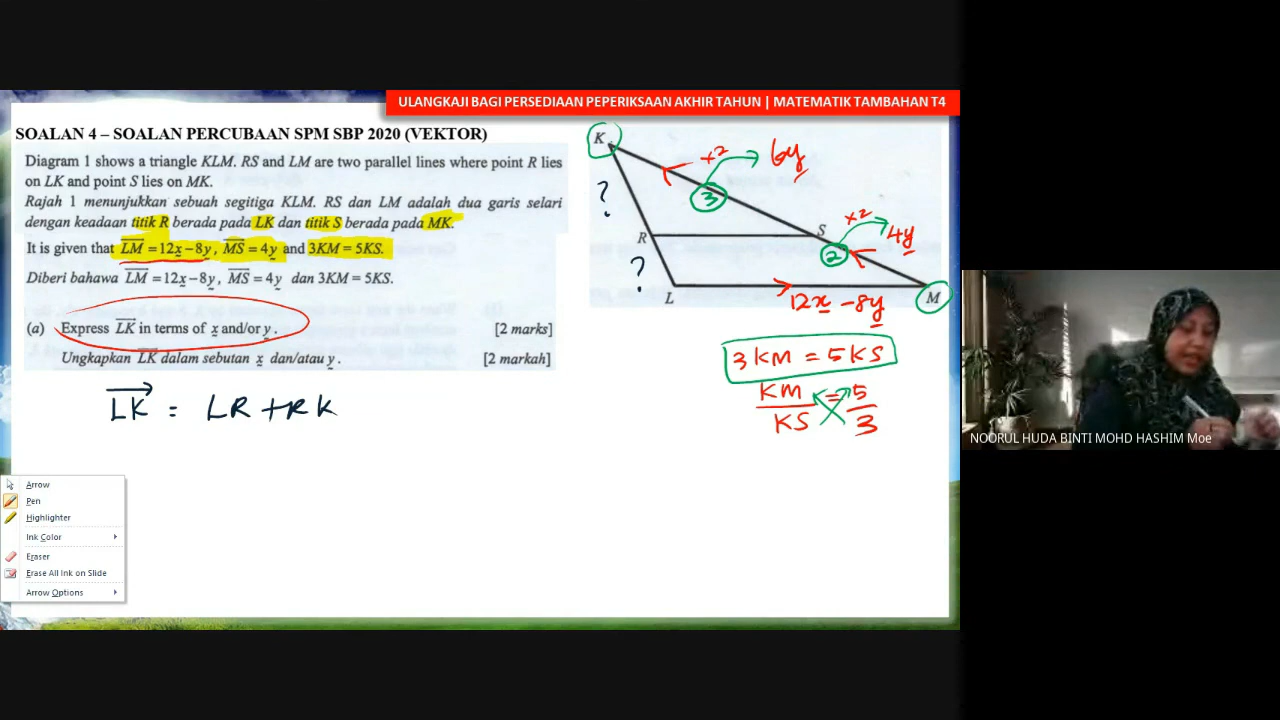 ULANGKAJI BAGI PERSEDIAAN PEPERIKSAAN AKHIR TAHUN | MATEMATIK TAMBAHAN T4
SOALAN 4 – SOALAN PERCUBAAN SPM SBP 2020 (VEKTOR)
Diagram 1 shows a triangle KLM. RS and LM are two parallel lines where point R lies
on LK and point S lies on MK.
Rajah 1 menunjukkan sebuah segitiga KLM. RS dan LM adalah dua garis selari
dengan keadaan titik R berada pada LK dan titik S berada pada MK.
It is given that LM = 12x – 8y, MS = 4y and 3KM = 5KS.
Diberi bahawa LM = 12x – 8y, MS = 4y dan 3KM = 5KS.
(a) Express LK in terms of x and/or y. [2 marks]
Ungkapkan LK dalam sebutan x dan/atau y. [2 markah]
LK = LR + RK
K
x2
6y
3
?
R
S
x2
4y
2
?
L
12x – 8y
M
3KM = 5KS
KM = 5
KS 3
Arrow
Pen
Highlighter
Ink Color
Eraser
Erase All Ink on Slide
Arrow Options
NOORUL HUDA BINTI MOHD HASHIM Moe